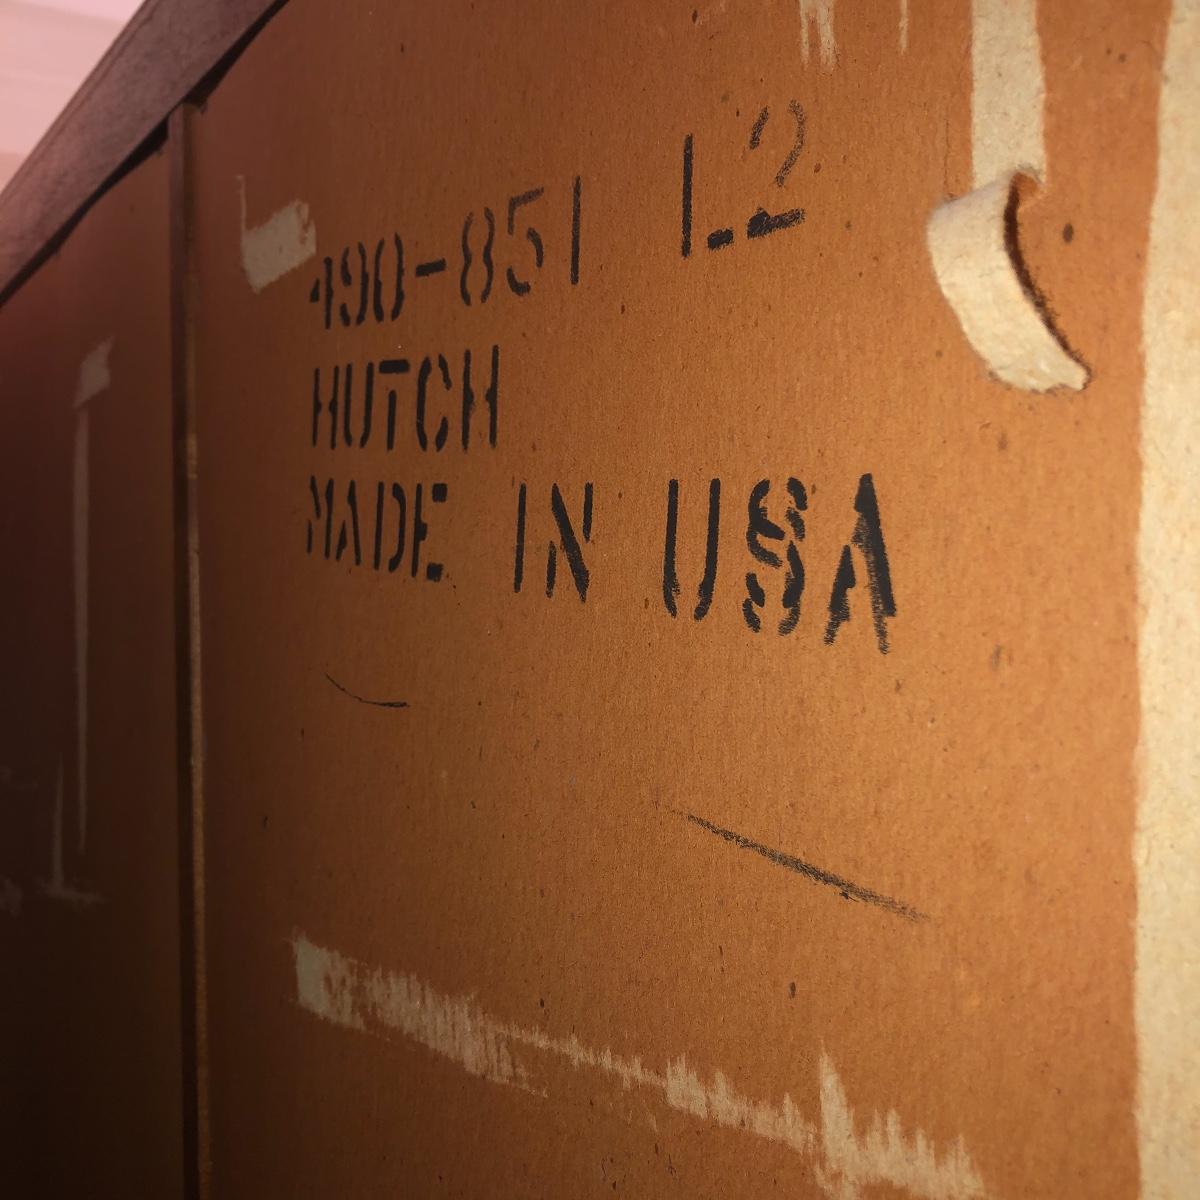 490-851 L2
HUTCH
MADE IN USA